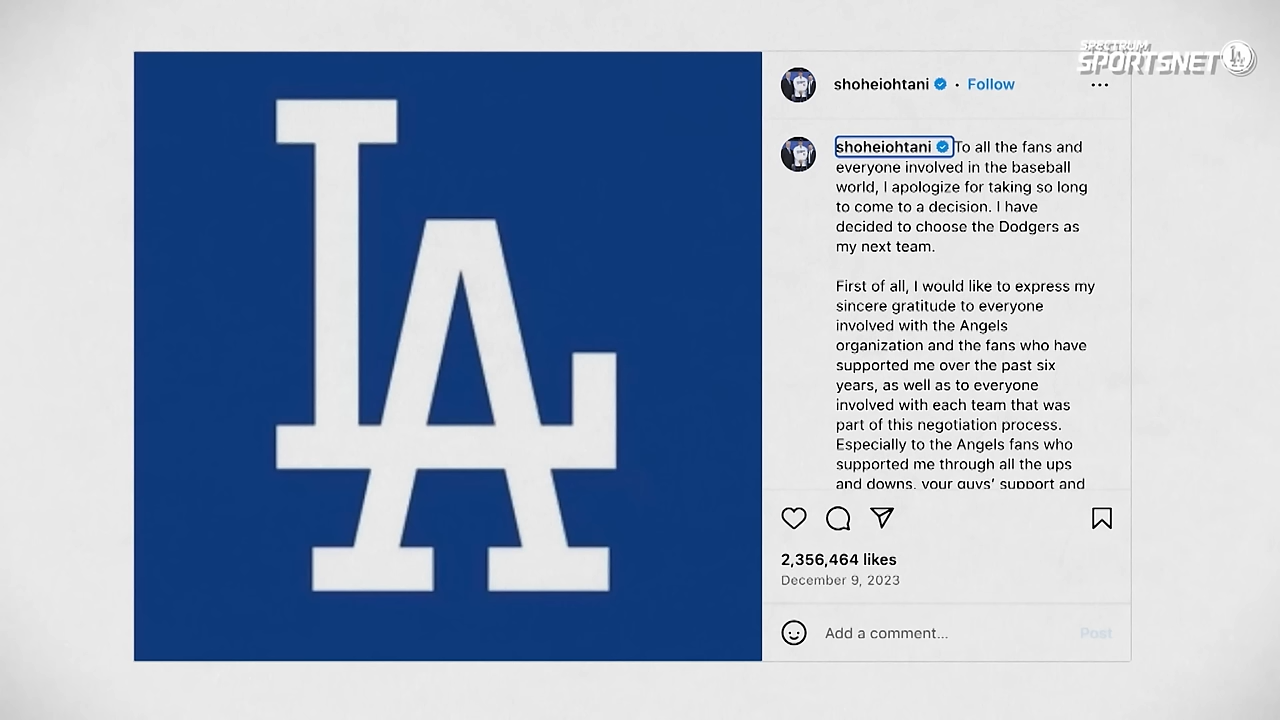 SPECTRUM
SPORTSNET LA
LA
shoheiohtani • Follow
shoheiohtani To all the fans and
everyone involved in the baseball
world, I apologize for taking so long
to come to a decision. I have
decided to choose the Dodgers as
my next team.
First of all, I would like to express my
sincere gratitude to everyone
involved with the Angels
organization and the fans who have
supported me over the past six
years, as well as to everyone
involved with each team that was
part of this negotiation process.
Especially to the Angels fans who
supported me through all the ups
and downs, your guys’ support and
2,356,464 likes
December 9, 2023
Add a comment...
Post